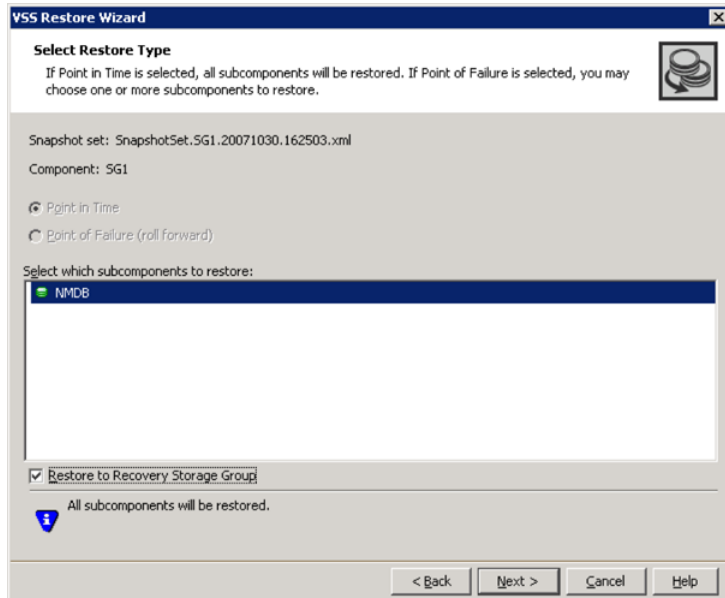 VSS Restore Wizard
Select Restore Type
If Point in Time is selected, all subcomponents will be restored. If Point of Failure is selected, you may
choose one or more subcomponents to restore.
Snapshot set: SnapshotSet.SG1.20071030.162503.xml
Component: SG1
Point in Time
Point of Failure (roll forward)
Select which subcomponents to restore:
NMDB
Restore to Recovery Storage Group
All subcomponents will be restored.
< Back Next > Cancel Help